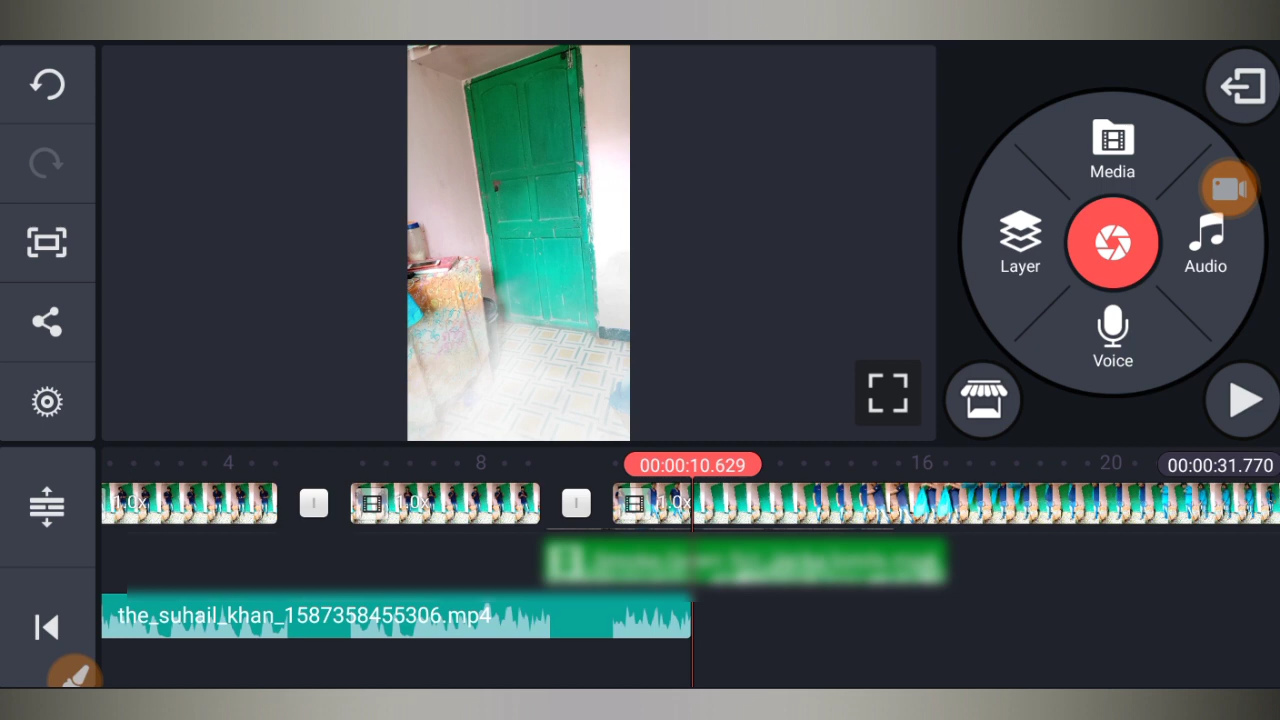 Media
Layer
Audio
Voice
4
8
00:00:10.629
16
20
00:00:31.770
1.0x
1.0x
1.0x
the_suhail_khan_1587358455306.mp4